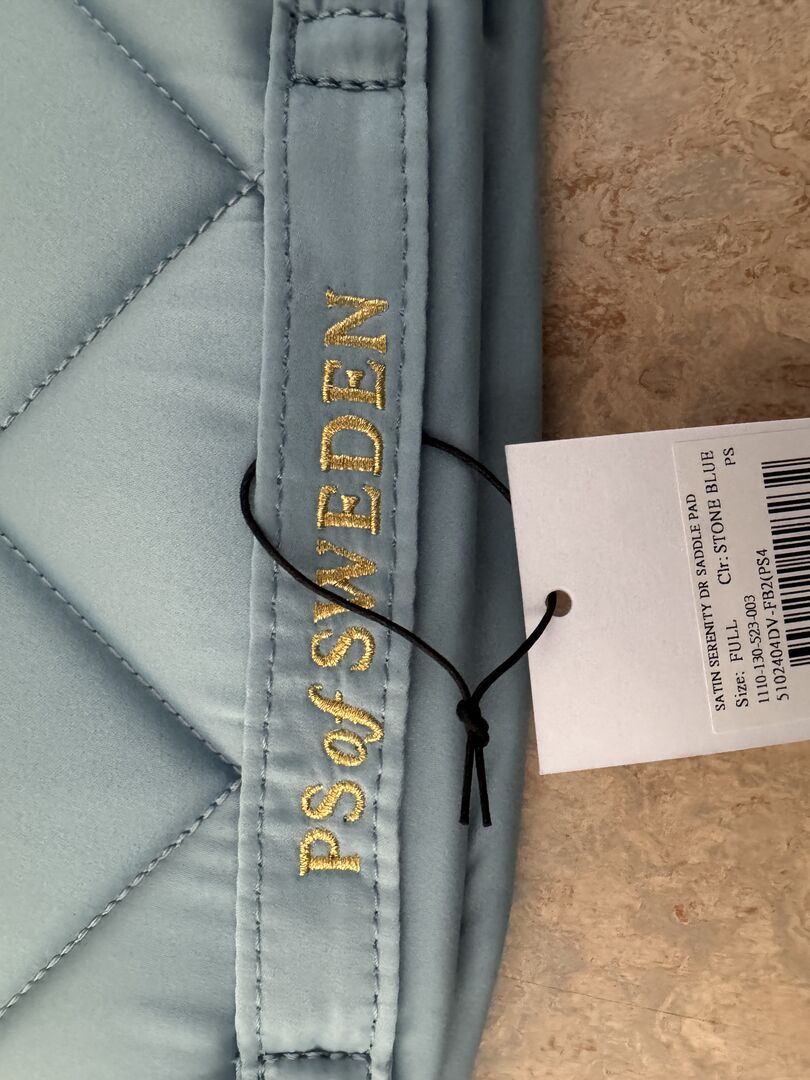 PS of SWEDEN
SATIN SERENITY DR SADDLE PAD
Size: FULL Clr: STONE BLUE
1110-130-S23-003 PS
5102404DV-FB2(PS4